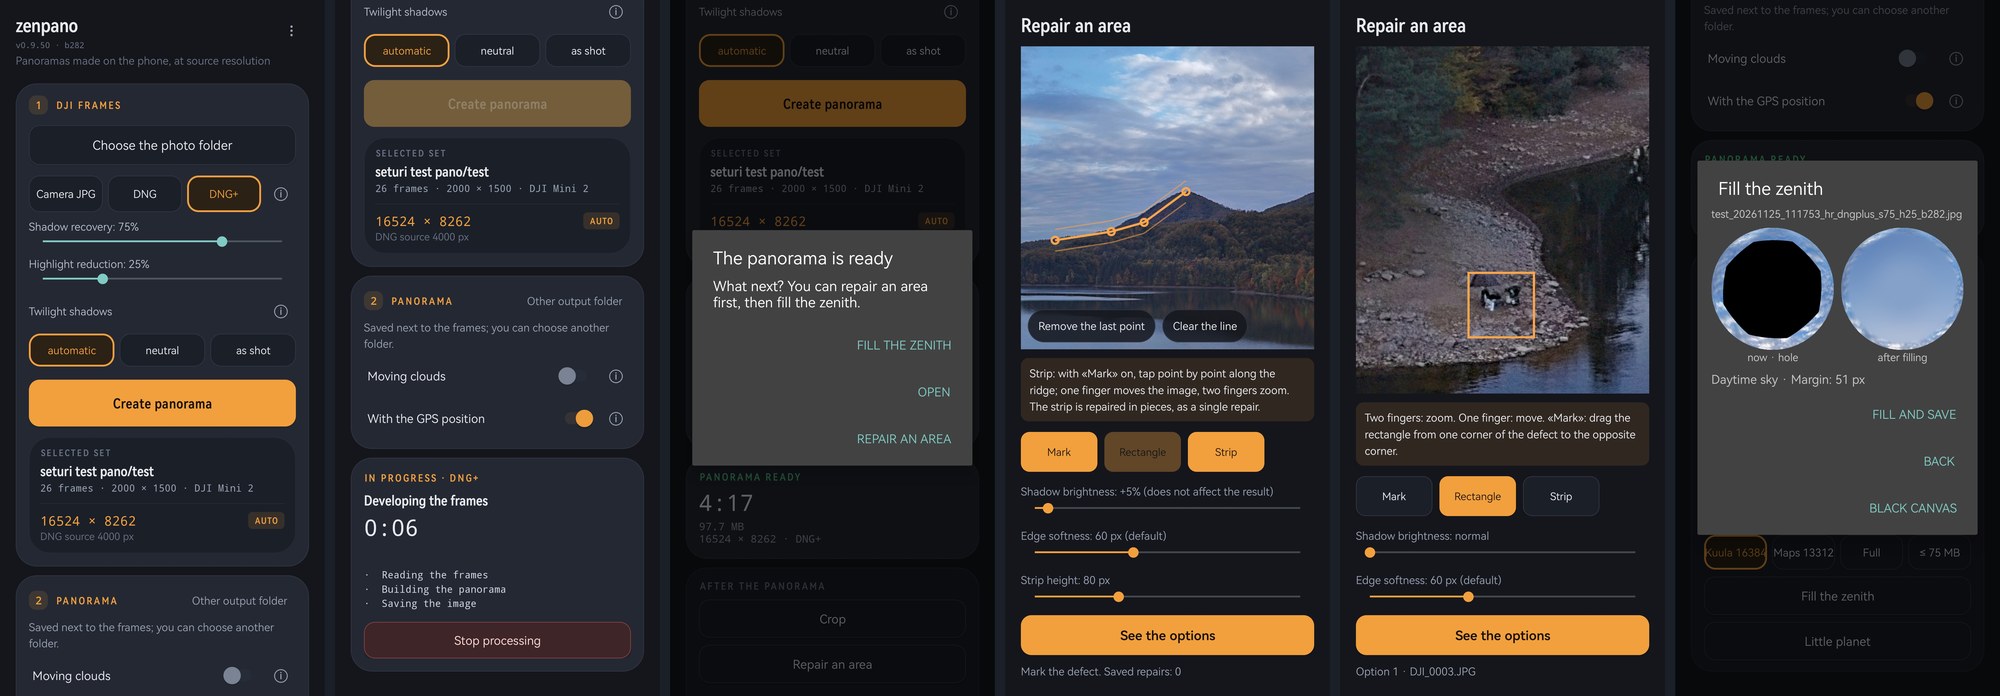 zenpano
v0.9.50 · b282
Panoramas made on the phone, at source resolution
1 DJI FRAMES
Choose the photo folder
Camera JPG DNG DNG+
Shadow recovery: 75%
Highlight reduction: 25%
Twilight shadows
automatic neutral as shot
Create panorama
SELECTED SET
seturi test pano/test
26 frames · 2000 × 1500 · DJI Mini 2
16524 × 8262 AUTO
DNG source 4000 px
2 PANORAMA Other output folder
Saved next to the frames; you can choose another
folder.
Moving clouds
Twilight shadows
automatic neutral as shot
Create panorama
SELECTED SET
seturi test pano/test
26 frames · 2000 × 1500 · DJI Mini 2
16524 × 8262 AUTO
DNG source 4000 px
2 PANORAMA Other output folder
Saved next to the frames; you can choose another
folder.
Moving clouds
With the GPS position
IN PROGRESS · DNG+
Developing the frames
0:06
· Reading the frames
· Building the panorama
· Saving the image
Stop processing
Twilight shadows
automatic neutral as shot
Create panorama
SELECTED SET
seturi test pano/test
26 frames · 2000 × 1500 · DJI Mini 2
16524 × 8262 AUTO
The panorama is ready
What next? You can repair an area
first, then fill the zenith.
FILL THE ZENITH
OPEN
REPAIR AN AREA
PANORAMA READY
4:17
97.7 MB
16524 × 8262 · DNG+
AFTER THE PANORAMA
Crop
Repair an area
Repair an area
Remove the last point Clear the line
Strip: with «Mark» on, tap point by point along the
ridge; one finger moves the image, two fingers zoom.
The strip is repaired in pieces, as a single repair.
Mark Rectangle Strip
Shadow brightness: +5% (does not affect the result)
Edge softness: 60 px (default)
Strip height: 80 px
See the options
Mark the defect. Saved repairs: 0
Repair an area
Two fingers: zoom. One finger: move. «Mark»: drag the
rectangle from one corner of the defect to the opposite
corner.
Mark Rectangle Strip
Shadow brightness: normal
Edge softness: 60 px (default)
See the options
Option 1 · DJI_0003.JPG
Saved next to the frames; you can choose another
folder.
Moving clouds
With the GPS position
PANORAMA READY
Fill the zenith
test_20261125_111753_hr_dngplus_s75_h25_b282.jpg
now · hole after filling
Daytime sky · Margin: 51 px
FILL AND SAVE
BACK
BLACK CANVAS
Kuula 16384 Maps 13312 Full ≤ 75 MB
Fill the zenith
Little planet